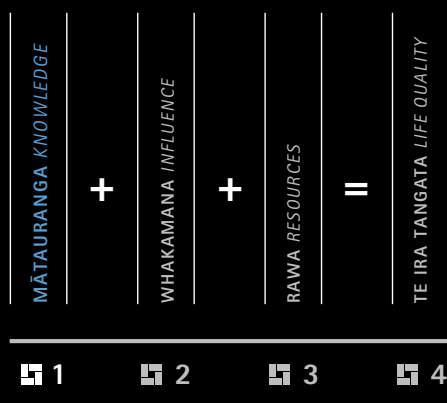 MĀTAURANGA KNOWLEDGE
+
WHAKAMANA INFLUENCE
+
RAWA RESOURCES
=
TE IRA TANGATA LIFE QUALITY
1
2
3
4